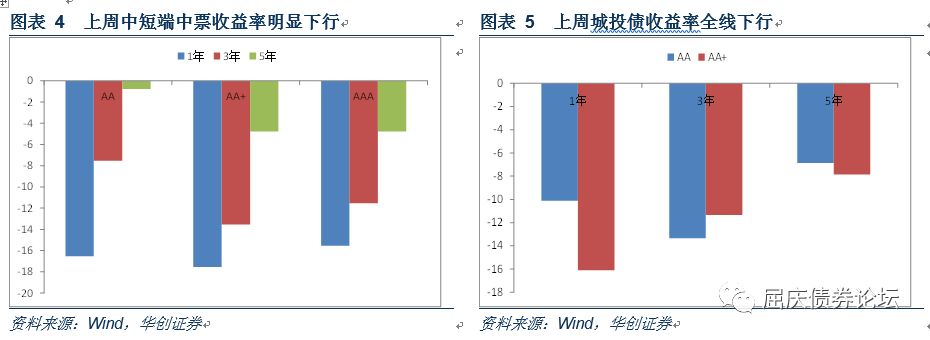 图表 4 上周中短端中票收益率明显下行
1年 3年 5年
0
-2
-4
-6
-8
-10
-12
-14
-16
-18
-20
AA AA+ AAA
资料来源：Wind，华创证券
图表 5 上周城投债收益率全线下行
AA AA+
0
-2
-4
-6
-8
-10
-12
-14
-16
-18
1年 3年 5年
屈庆债券论坛
资料来源：Wind，华创证券